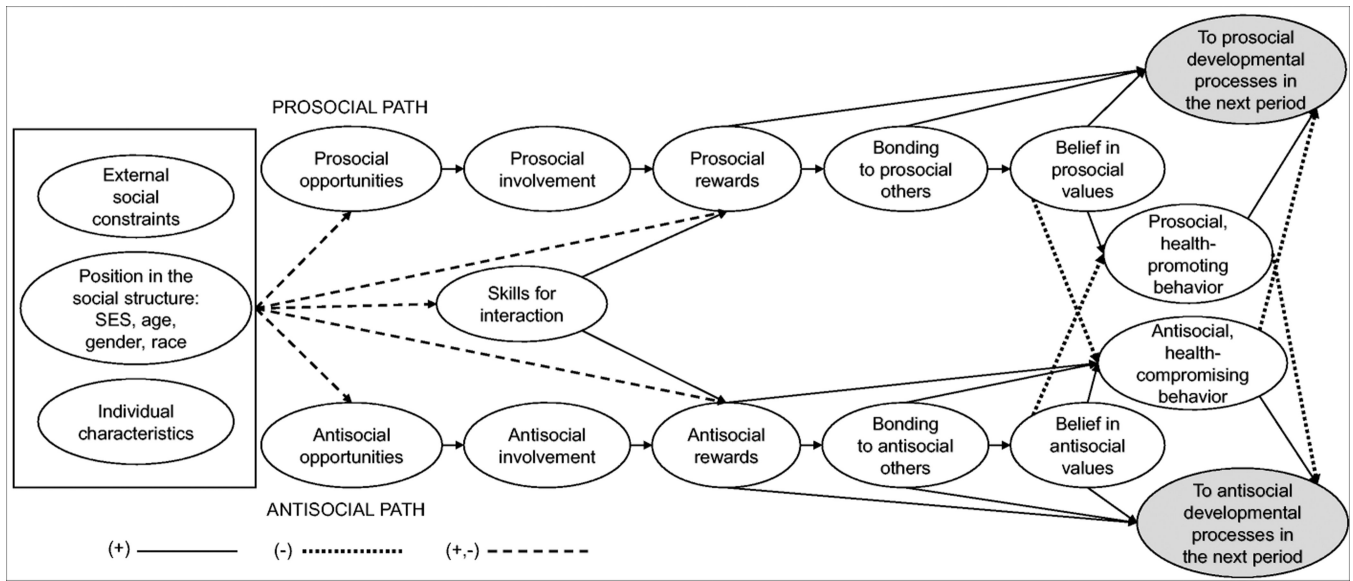 To prosocial
developmental
processes in
the next period
PROSOCIAL PATH
External
social
constraints
Position in the
social structure:
SES, age,
gender, race
Individual
characteristics
Prosocial
opportunities
Prosocial
involvement
Prosocial
rewards
Bonding
to prosocial
others
Belief in
prosocial
values
Prosocial,
health-
promoting
behavior
Skills for
interaction
Antisocial,
health-
compromising
behavior
Antisocial
opportunities
Antisocial
involvement
Antisocial
rewards
Bonding
to antisocial
others
Belief in
antisocial
values
To antisocial
developmental
processes in
the next period
ANTISOCIAL PATH
(+)
(-)
(+,-)